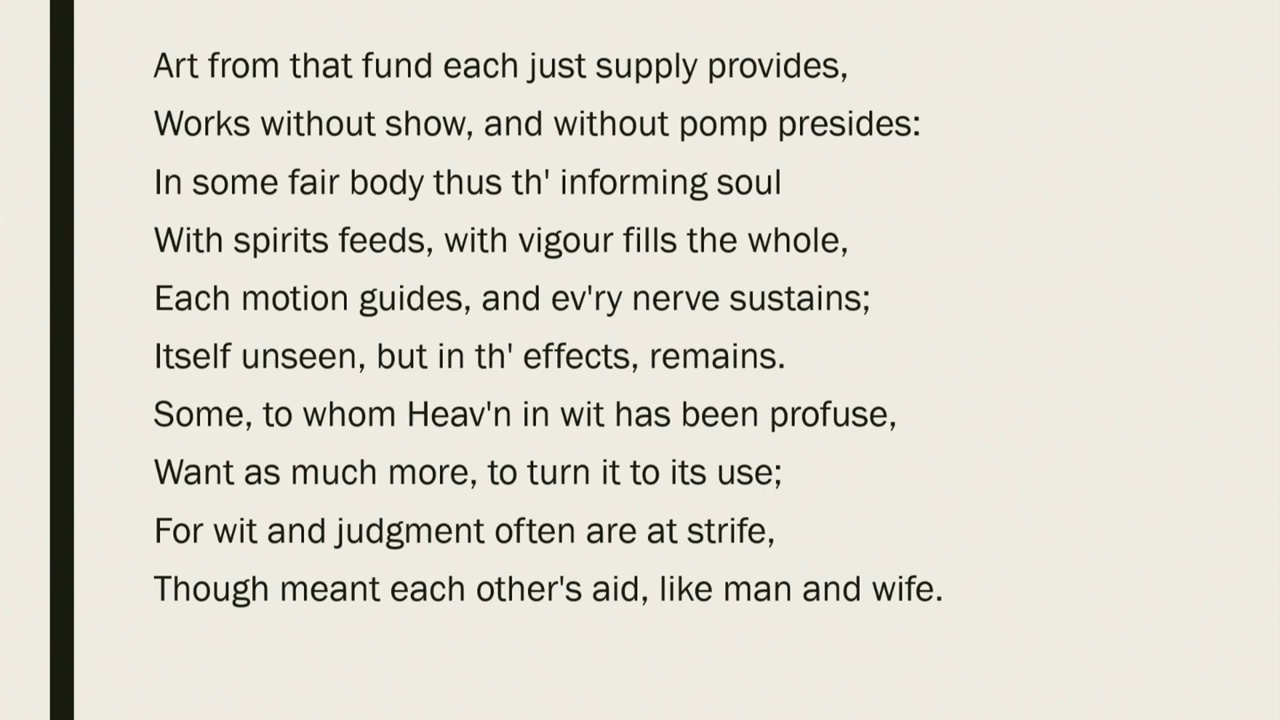 Art from that fund each just supply provides,
Works without show, and without pomp presides:
In some fair body thus th' informing soul
With spirits feeds, with vigour fills the whole,
Each motion guides, and ev'ry nerve sustains;
Itself unseen, but in th' effects, remains.
Some, to whom Heav'n in wit has been profuse,
Want as much more, to turn it to its use;
For wit and judgment often are at strife,
Though meant each other's aid, like man and wife.